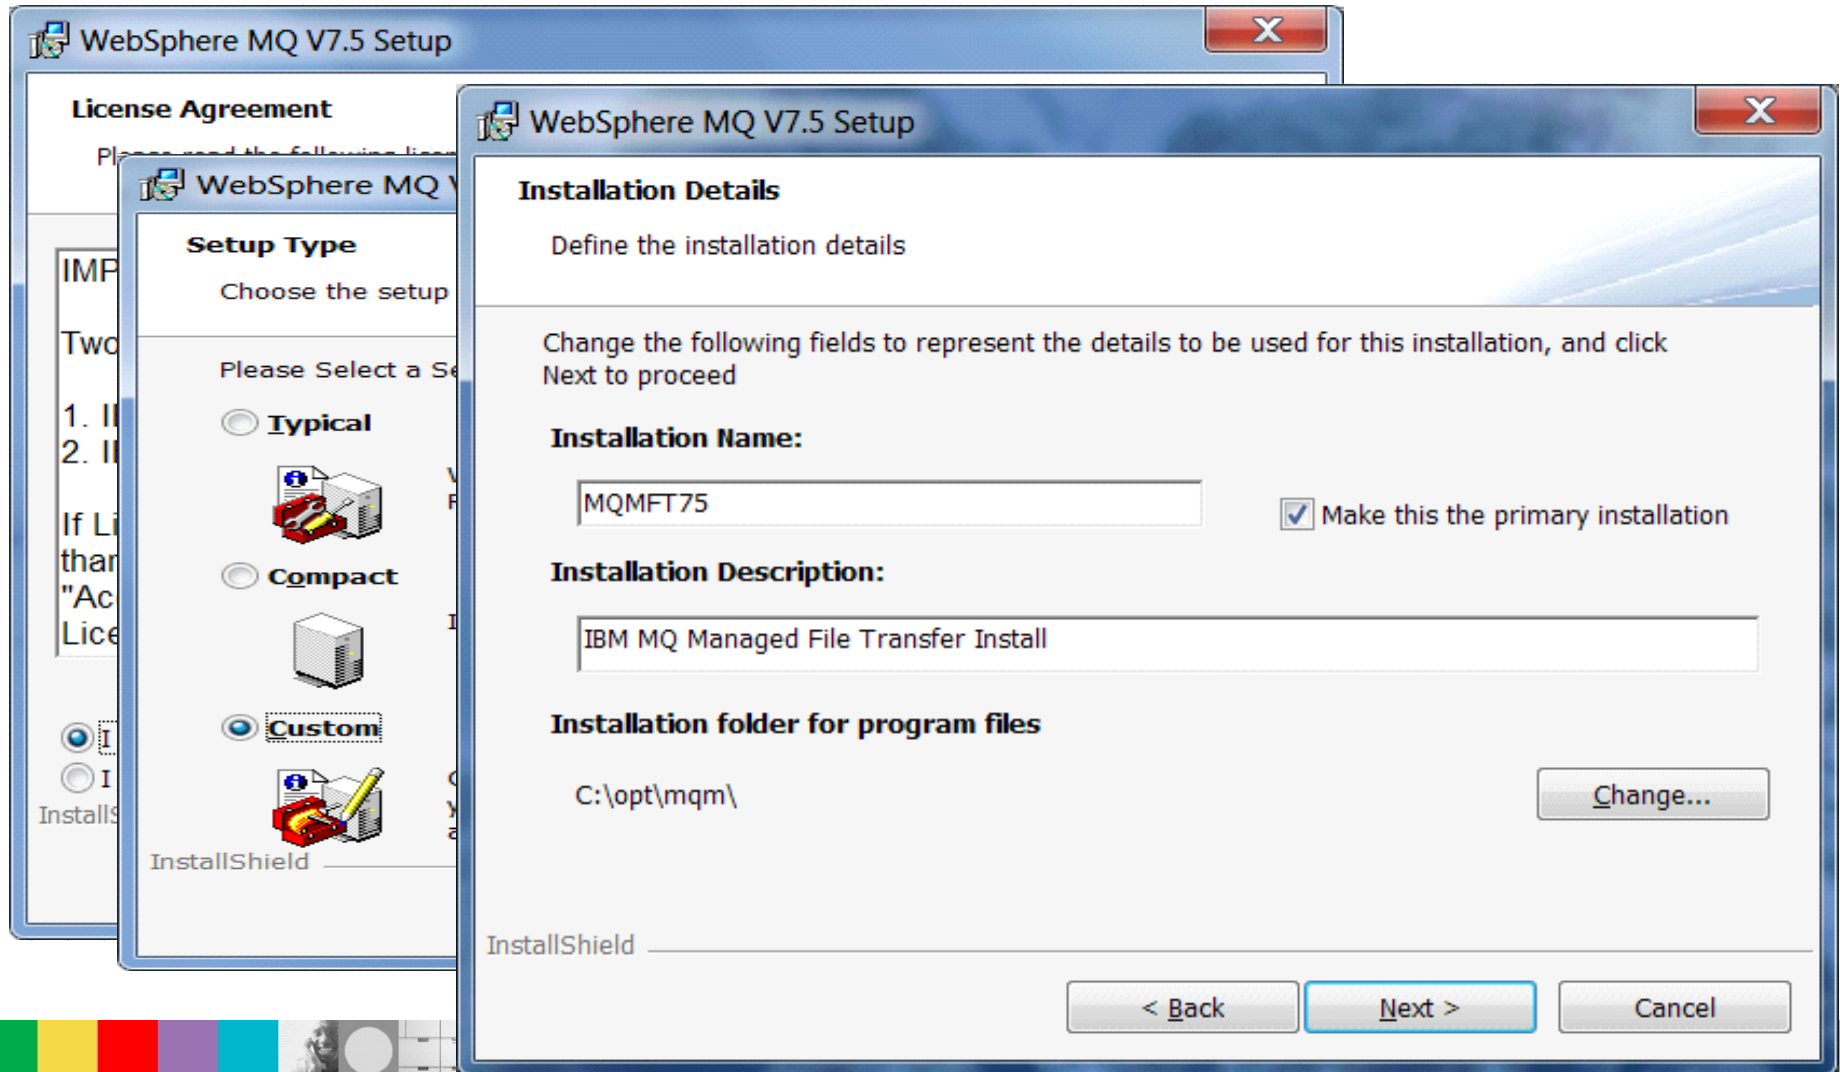 WebSphere MQ V7.5 Setup
License Agreement
IMP
Two
1. I
2. I
If Li
than
"Ac
Lice
I
I
InstallS
WebSphere MQ V
Setup Type
Choose the setup
Please Select a Se
Typical
Compact
Custom
InstallShield
WebSphere MQ V7.5 Setup
Installation Details
Define the installation details
Change the following fields to represent the details to be used for this installation, and click
Next to proceed
Installation Name:
MQMFT75
Make this the primary installation
Installation Description:
IBM MQ Managed File Transfer Install
Installation folder for program files
C:\opt\mqm\
Change...
InstallShield
< Back
Next >
Cancel